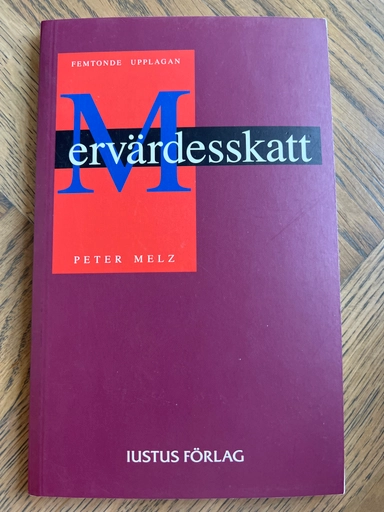 FEMTONDE UPPLAGAN
Mervärdesskatt
PETER MELZ
IUSTUS FÖRLAG